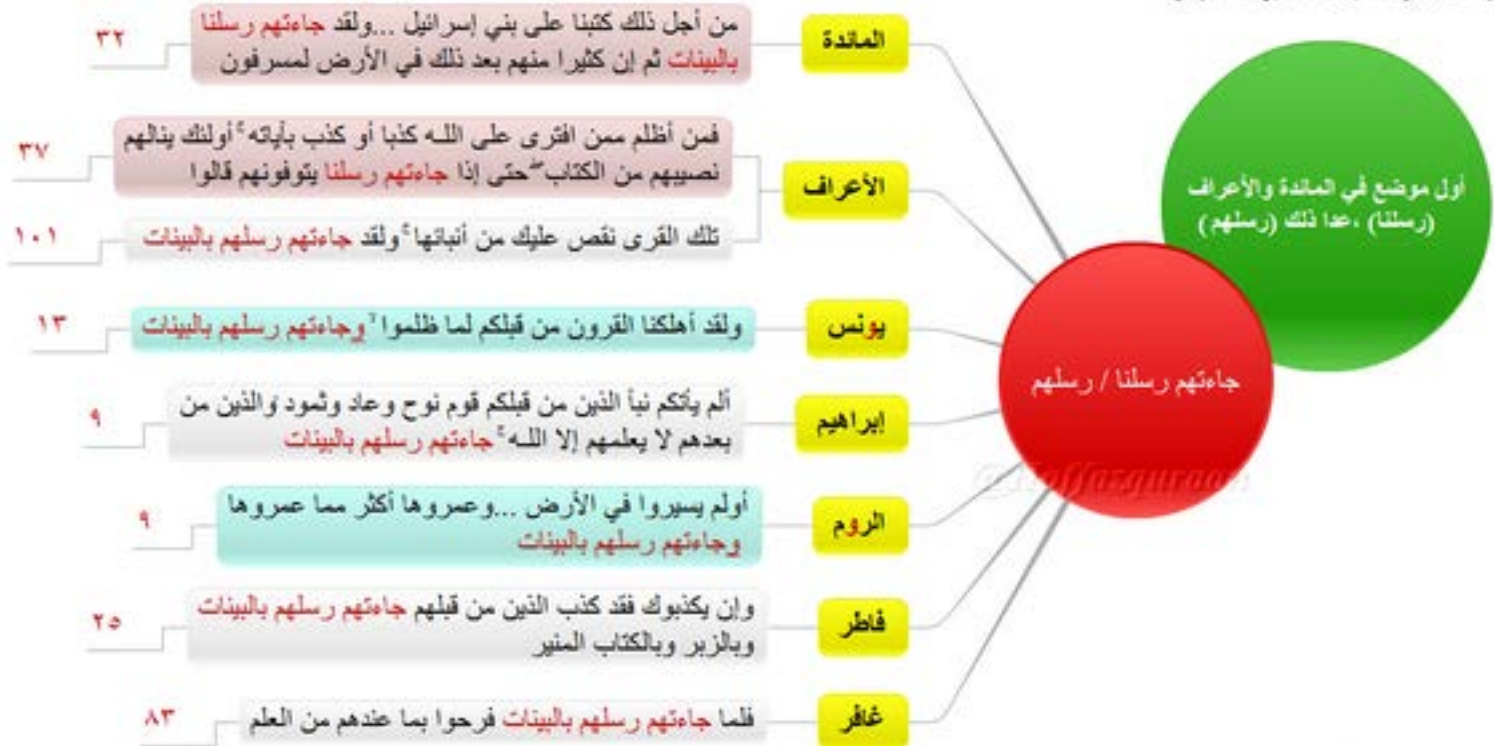 أول موضع في المائدة والأعراف
(رسلنا) ،عدا ذلك (رسلهم )
جاءتهم رسلنا / رسلهم
المائدة
من أجل ذلك كتبنا على بني إسرائيل ...ولقد جاءتهم رسلنا
بالبينات ثم إن كثيرا منهم بعد ذلك في الأرض لمسرفون
٣٢
الأعراف
فمن أظلم ممن افترى على اللـه كذبا أو كذب بآياته ۚ أولئك ينالهم
نصيبهم من الكتاب ۖ حتى إذا جاءتهم رسلنا يتوفونهم قالوا
٣٧
تلك القرى نقص عليك من أنبائها ۚ ولقد جاءتهم رسلهم بالبينات
١٠١
يونس
ولقد أهلكنا القرون من قبلكم لما ظلموا ۙ وجاءتهم رسلهم بالبينات
١٣
إبراهيم
ألم يأتكم نبأ الذين من قبلكم قوم نوح وعاد وثمود والذين من
بعدهم لا يعلمهم إلا اللـه ۚ جاءتهم رسلهم بالبينات
٩
الروم
أولم يسيروا في الأرض ...وعمروها أكثر مما عمروها
وجاءتهم رسلهم بالبينات
٩
فاطر
وإن يكذبوك فقد كذب الذين من قبلهم جاءتهم رسلهم بالبينات
وبالزبر وبالكتاب المنير
٢٥
غافر
فلما جاءتهم رسلهم بالبينات فرحوا بما عندهم من العلم
٨٣